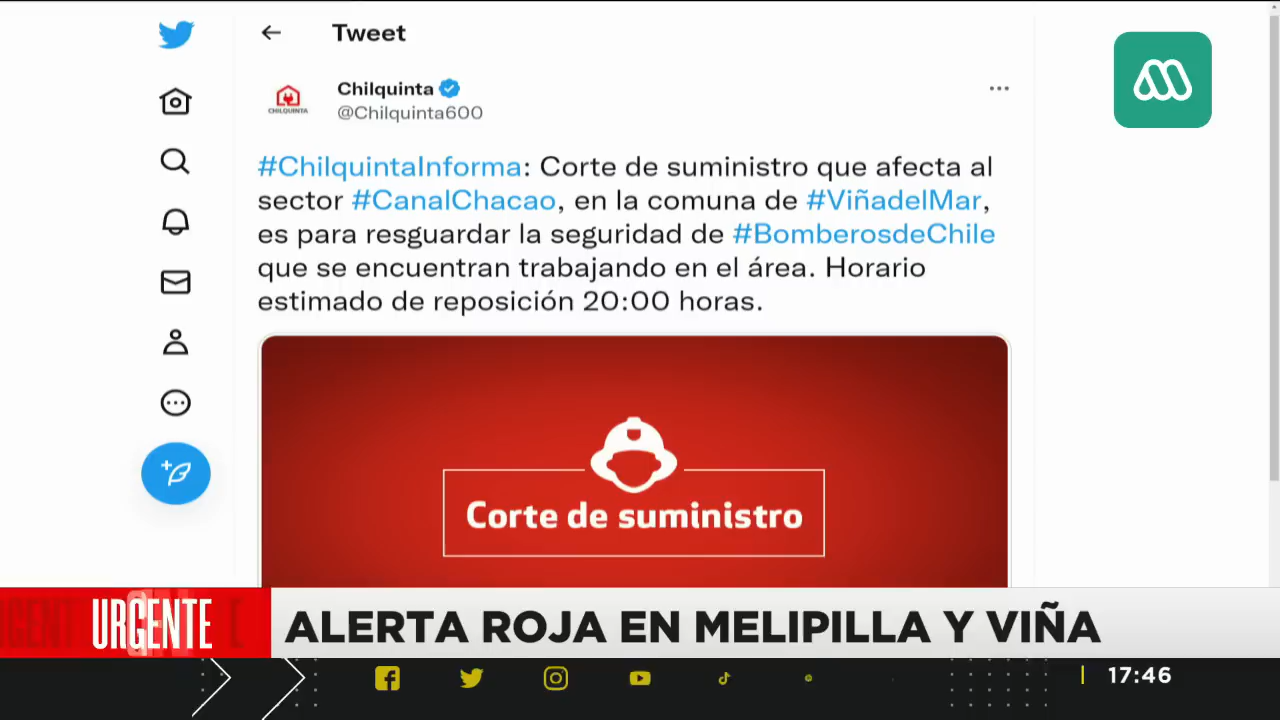 Tweet
Chilquinta
@Chilquinta600
CHILQUINTA
#ChilquintaInforma: Corte de suministro que afecta al
sector #CanalChacao, en la comuna de #ViñadelMar,
es para resguardar la seguridad de #BomberosdeChile
que se encuentran trabajando en el área. Horario
estimado de reposición 20:00 horas.
Corte de suministro
URGENTE
ALERTA ROJA EN MELIPILLA Y VIÑA
17:46